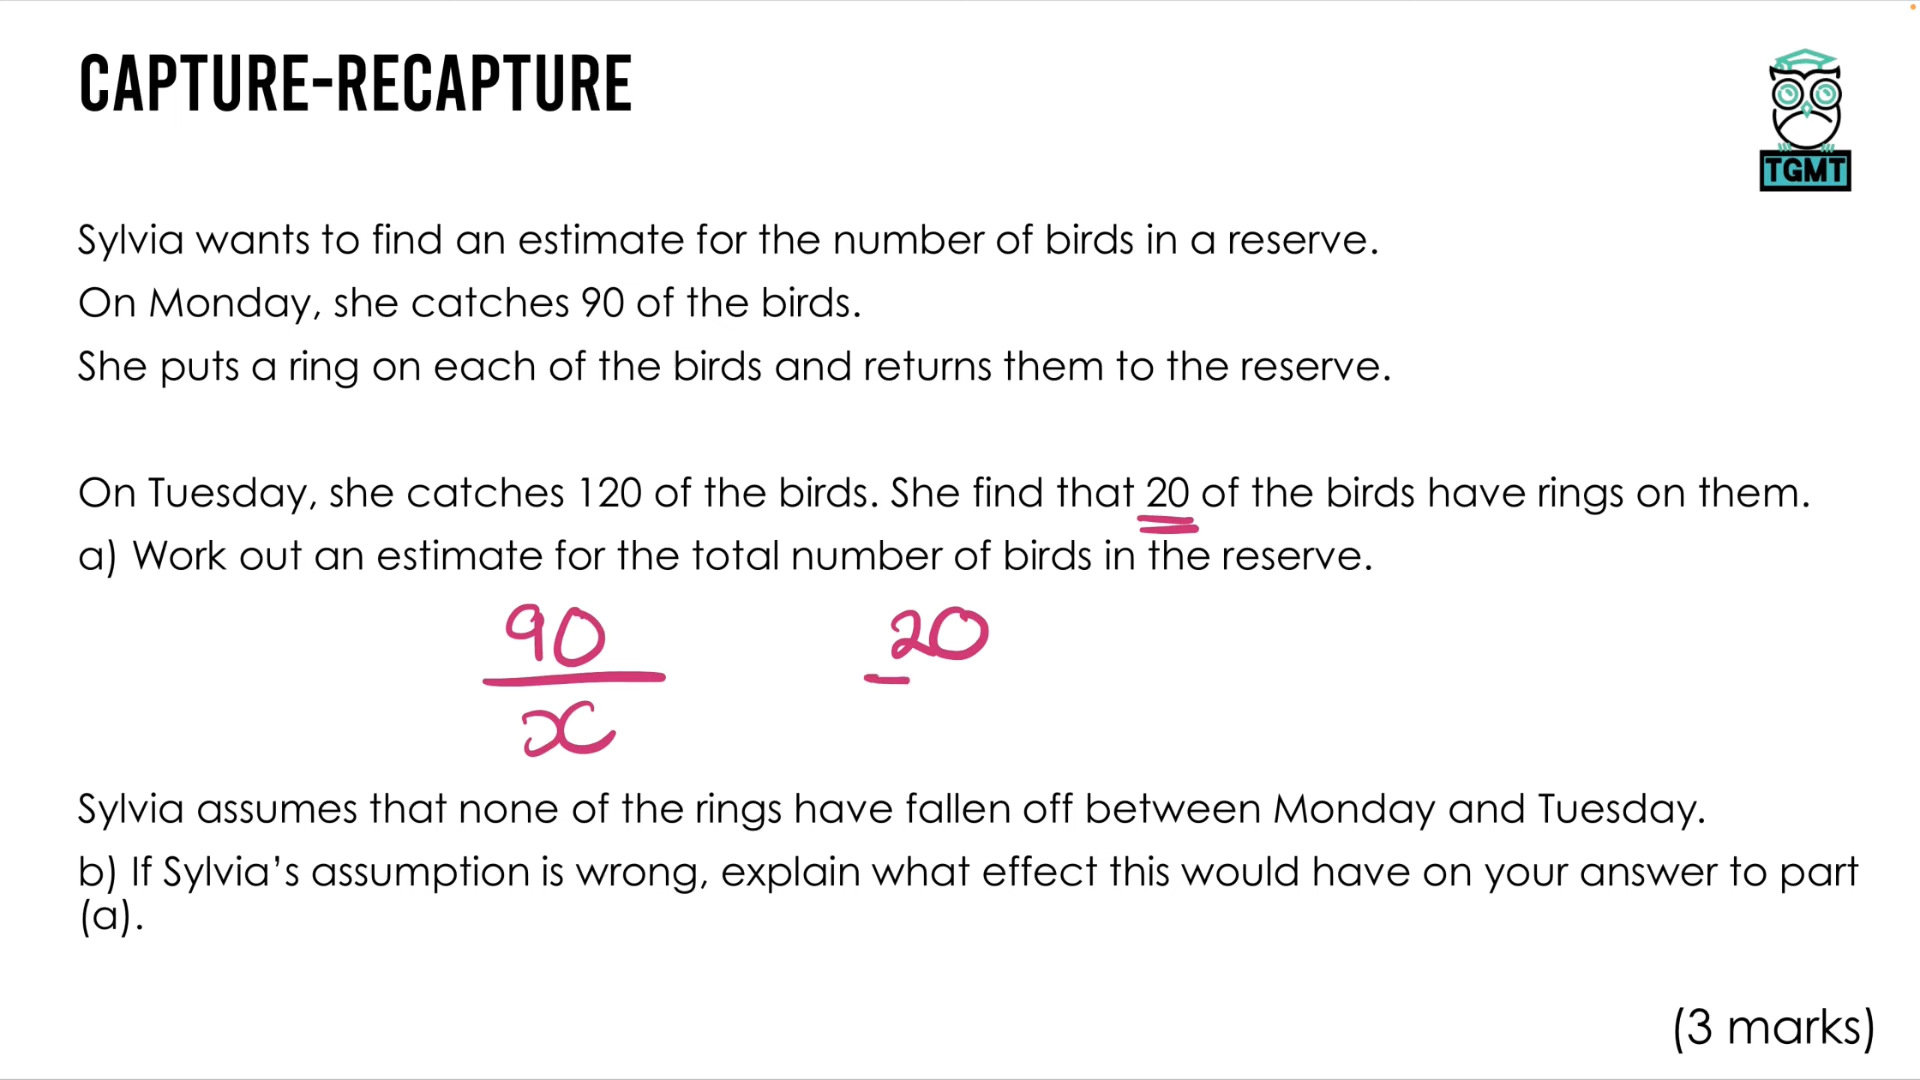 CAPTURE-RECAPTURE
TGMT
Sylvia wants to find an estimate for the number of birds in a reserve.
On Monday, she catches 90 of the birds.
She puts a ring on each of the birds and returns them to the reserve.
On Tuesday, she catches 120 of the birds. She find that 20 of the birds have rings on them.
a) Work out an estimate for the total number of birds in the reserve.
90 20
x
Sylvia assumes that none of the rings have fallen off between Monday and Tuesday.
b) If Sylvia's assumption is wrong, explain what effect this would have on your answer to part
(a).
(3 marks)